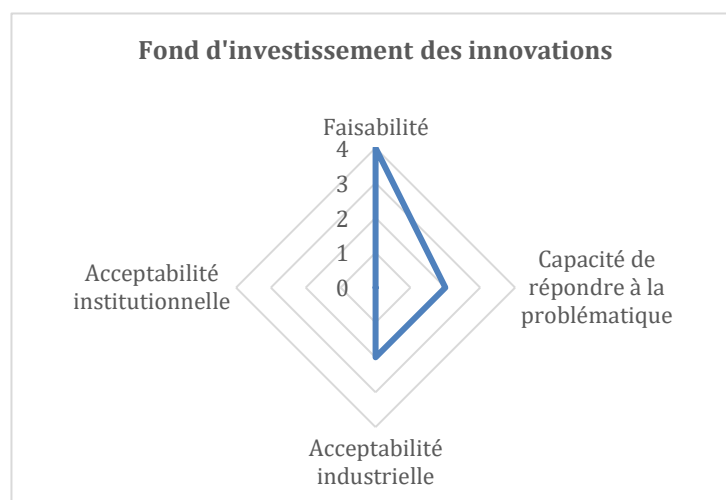 Fond d'investissement des innovations
Faisabilité
4
3
2
1
0
Acceptabilité
institutionnelle
Capacité de
répondre à la
problématique
Acceptabilité
industrielle